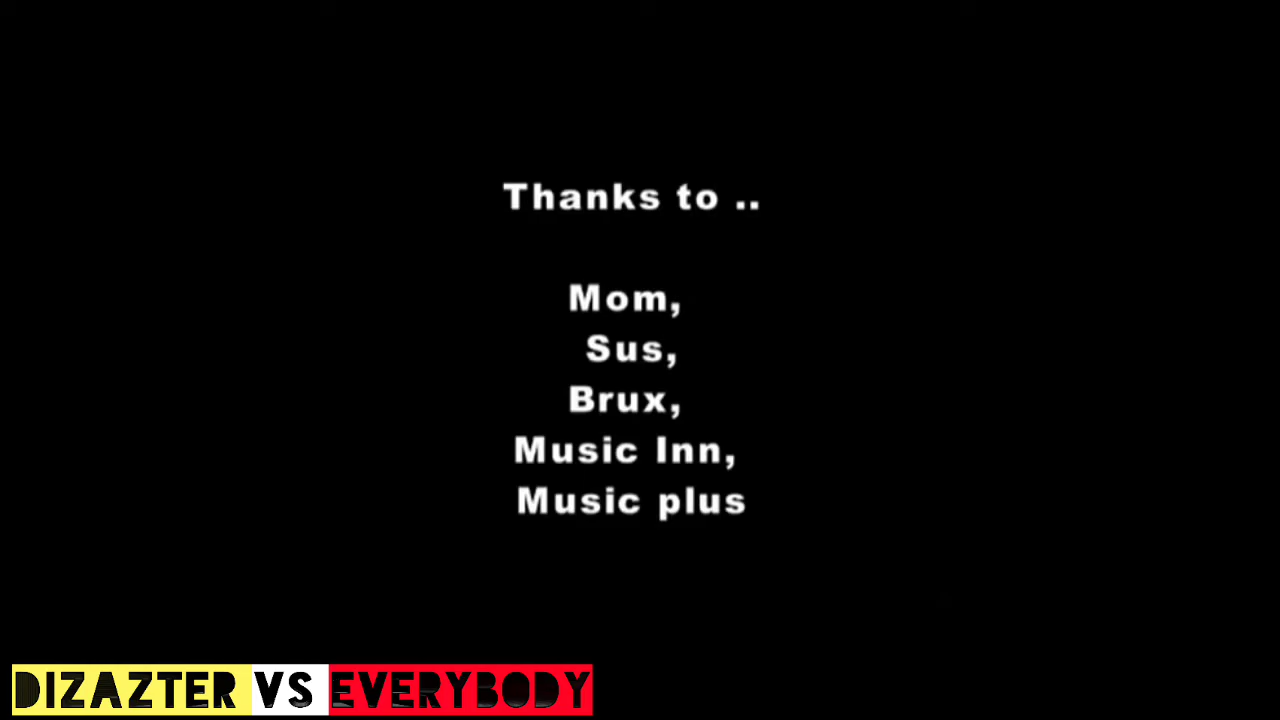 Thanks to ..
Mom,
Sus,
Brux,
Music Inn,
Music plus
DIZAZTER VS EVERYBODY